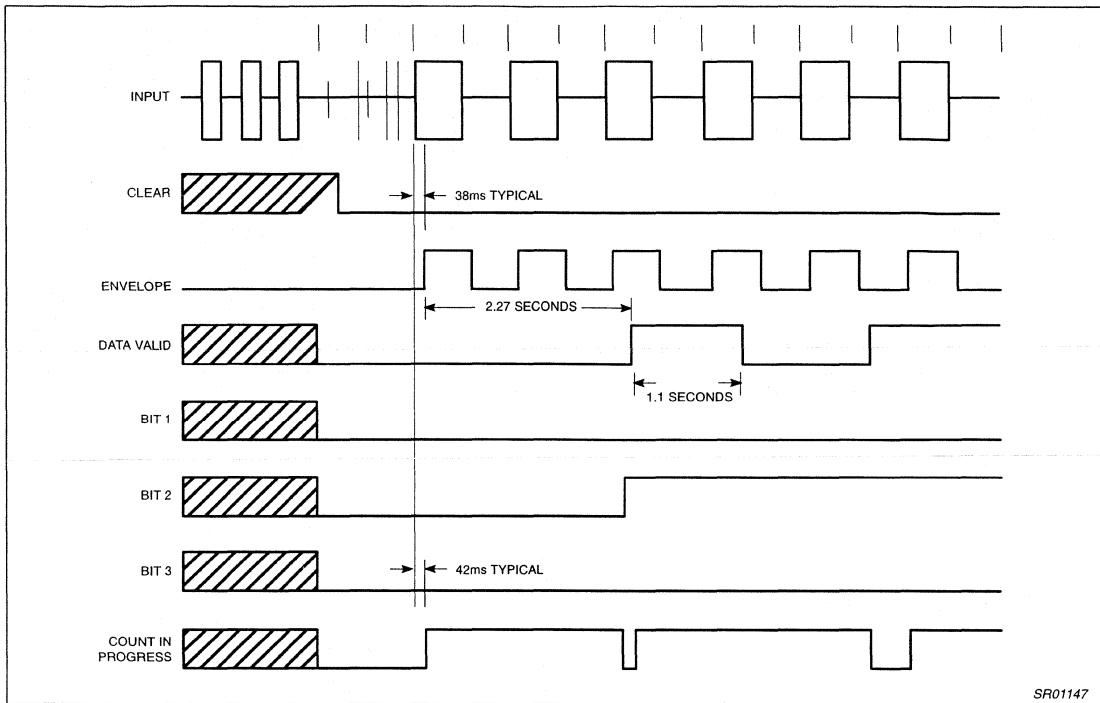 INPUT
CLEAR
38ms TYPICAL
ENVELOPE
2.27 SECONDS
DATA VALID
1.1 SECONDS
BIT 1
BIT 2
BIT 3
42ms TYPICAL
COUNT IN
PROGRESS
SR01147